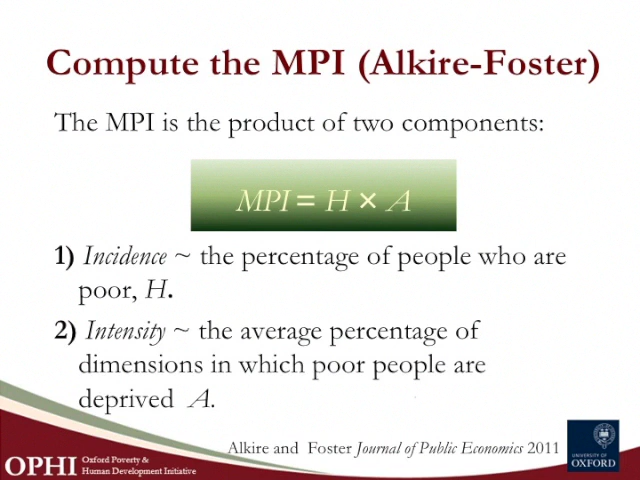 Compute the MPI (Alkire-Foster)
The MPI is the product of two components:
MPI = H × A
1) Incidence ~ the percentage of people who are
poor, H.
2) Intensity ~ the average percentage of
dimensions in which poor people are
deprived A.
Alkire and Foster Journal of Public Economics 2011
OPHI Oxford Poverty &
Human Development Initiative
UNIVERSITY OF
OXFORD